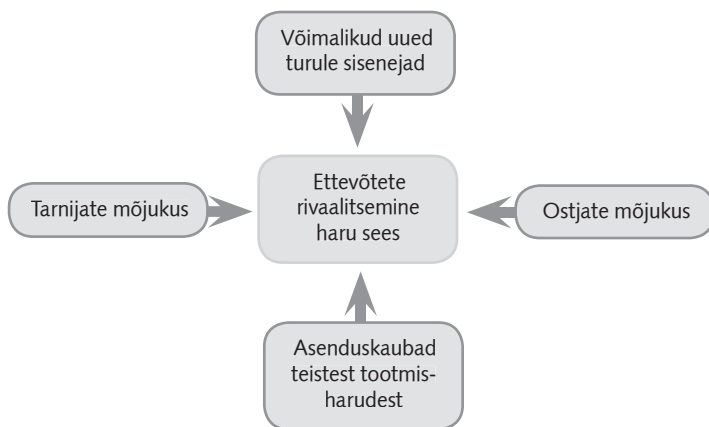 Võimalikud uued
turule sisenejad
Tarnijate mõjukus
Ettevõtete
rivaalitsemine
haru sees
Ostjate mõjukus
Asenduskaubad
teistest tootmis-
harudest